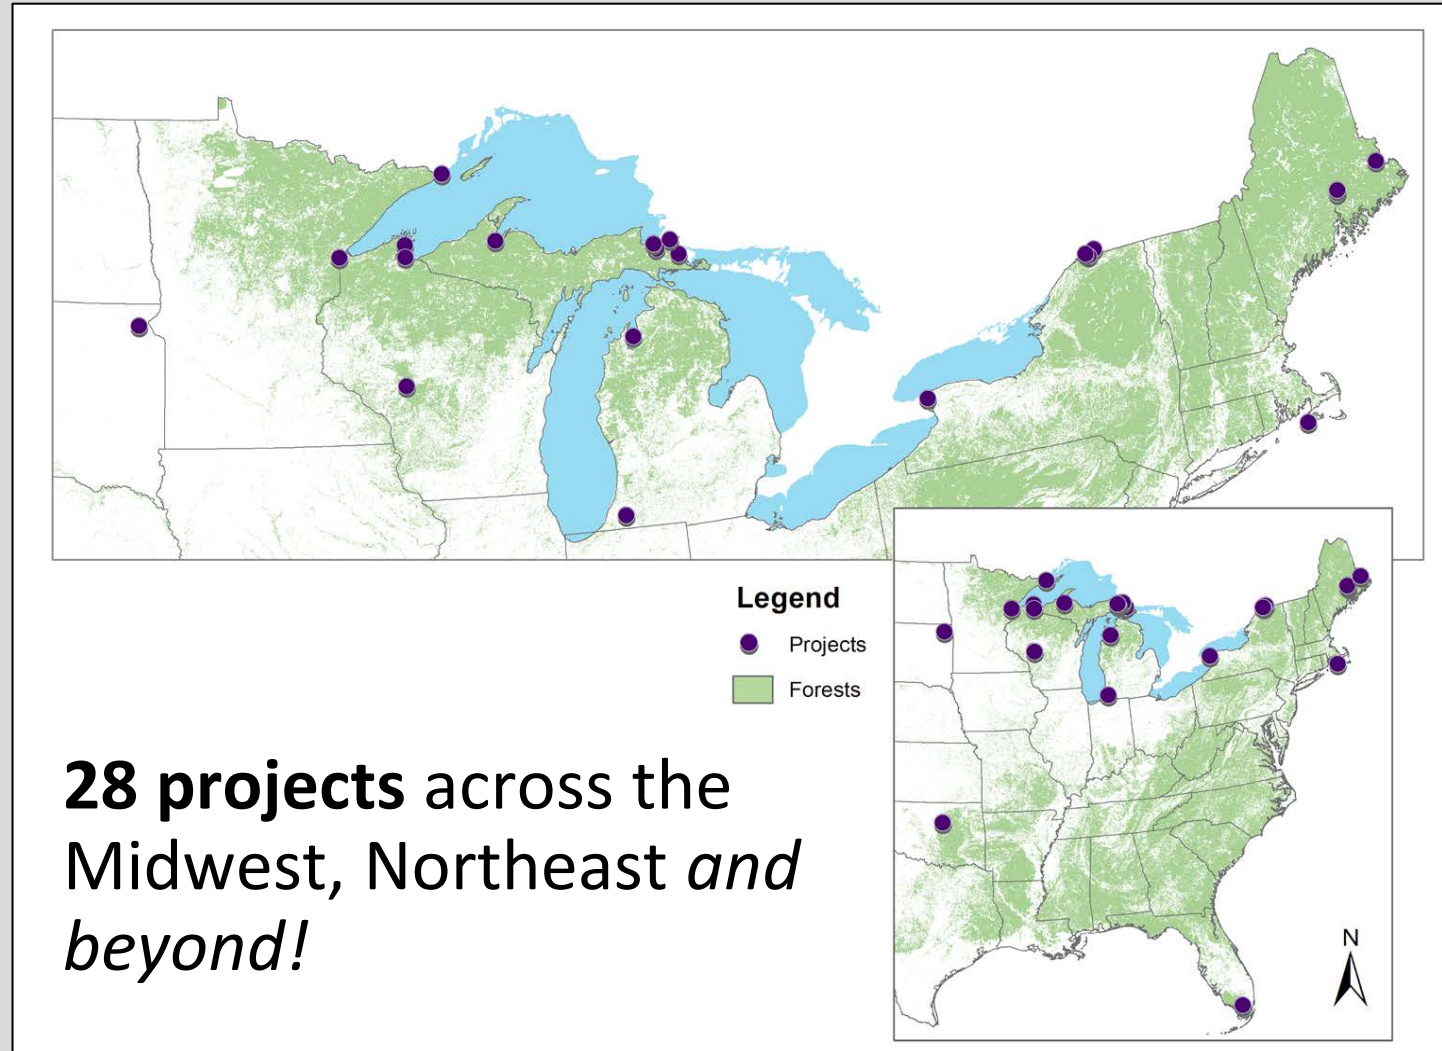 Legend
Projects
Forests
28 projects across the
Midwest, Northeast and
beyond!
N